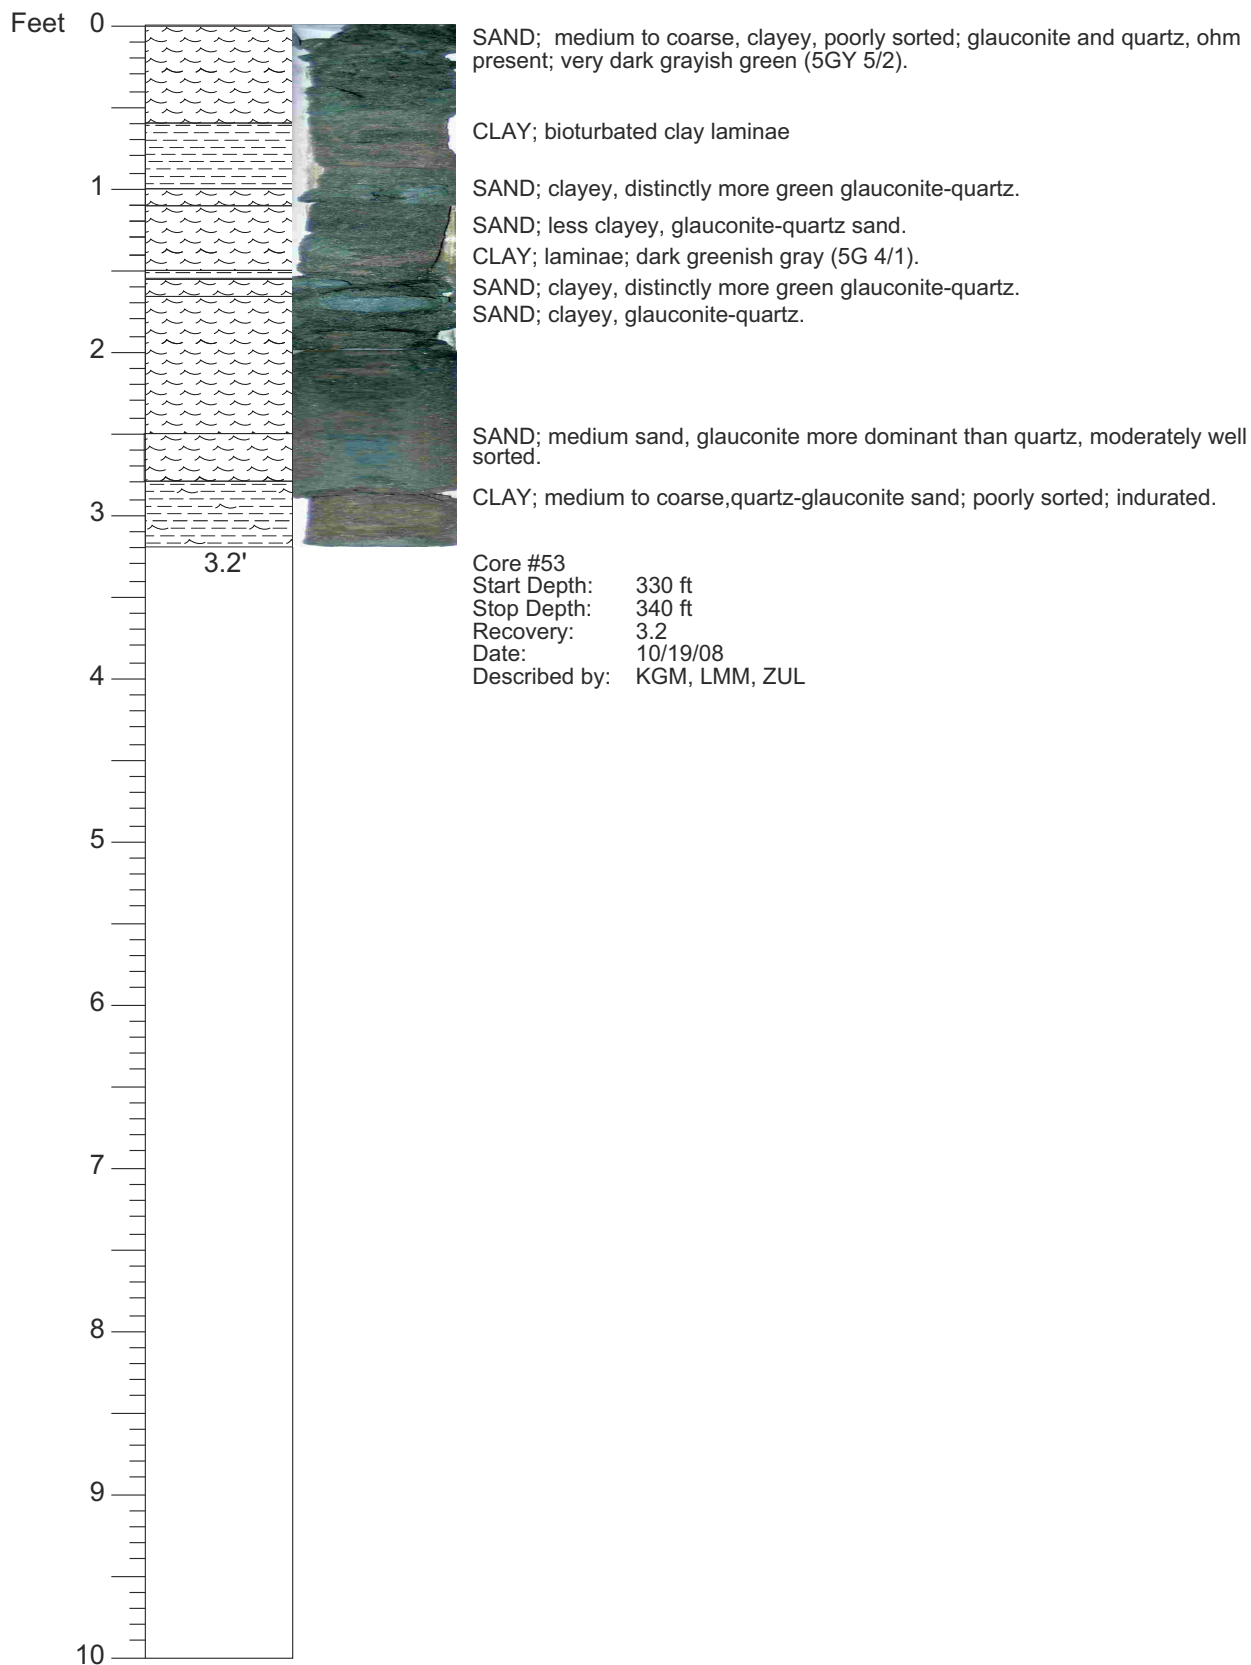 Feet 0
SAND; medium to coarse, clayey, poorly sorted; glauconite and quartz, ohm
present; very dark grayish green (5GY 5/2).
CLAY; bioturbated clay laminae
1
SAND; clayey, distinctly more green glauconite-quartz.
SAND; less clayey, glauconite-quartz sand.
CLAY; laminae; dark greenish gray (5G 4/1).
SAND; clayey, distinctly more green glauconite-quartz.
SAND; clayey, glauconite-quartz.
2
SAND; medium sand, glauconite more dominant than quartz, moderately well
sorted.
CLAY; medium to coarse,quartz-glauconite sand; poorly sorted; indurated.
3
3.2'
Core #53
Start Depth: 330 ft
Stop Depth: 340 ft
Recovery: 3.2
Date: 10/19/08
Described by: KGM, LMM, ZUL
4
5
6
7
8
9
10